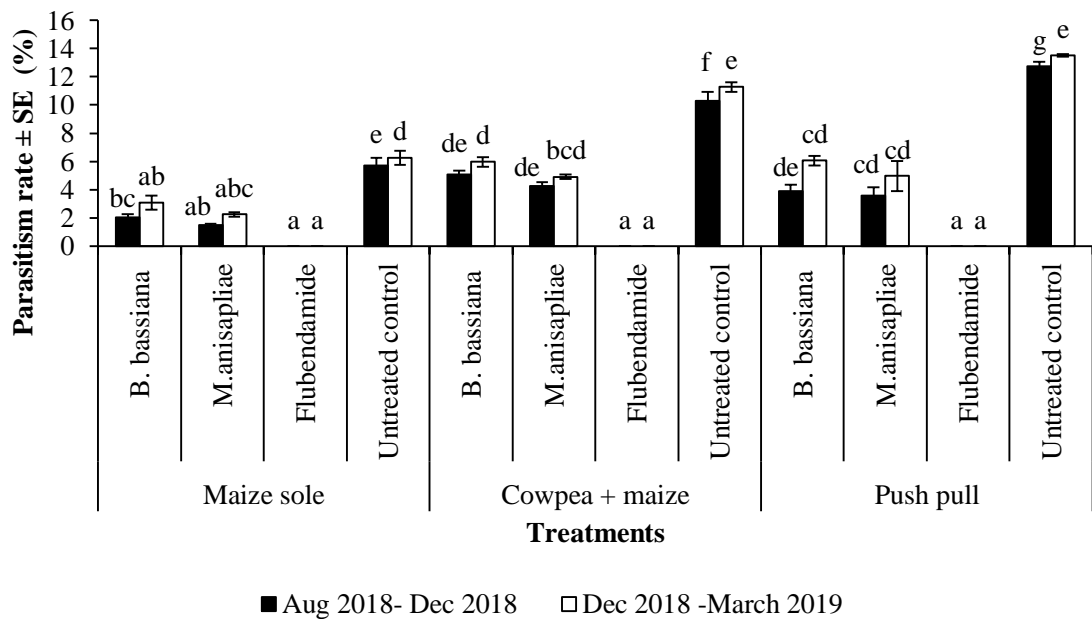 Parasitism rate ± SE (%)
16
14
12
10
8
6
4
2
0
bc
ab
ab
abc
a a
e
d
de
d
de
bcd
a a
f
e
de
cd
cd
cd
a a
g
e
B. bassiana
M.anisapliae
Flubendamide
Untreated control
B. bassiana
M.anisapliae
Flubendamide
Untreated control
B. bassiana
M.anisapliae
Flubendamide
Untreated control
Maize sole
Cowpea + maize
Push pull
Treatments
Aug 2018- Dec 2018
Dec 2018 -March 2019